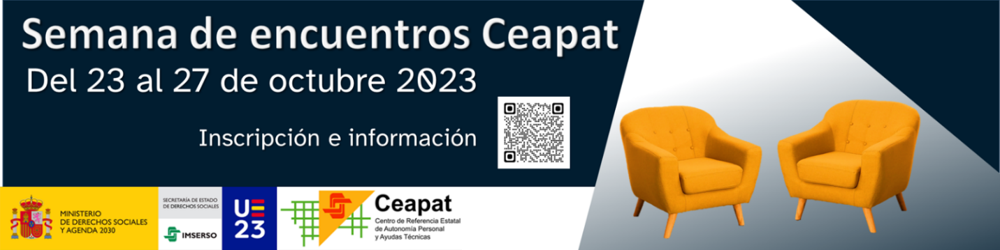 Semana de encuentros Ceapat
Del 23 al 27 de octubre 2023
Inscripción e información
MINISTERIO
DE DERECHOS SOCIALES
Y AGENDA 2030
SECRETARÍA DE ESTADO
DE DERECHOS SOCIALES
IMSERSO
UE
23
Ceapat
Centro de Referencia Estatal
de Autonomía Personal
y Ayudas Técnicas